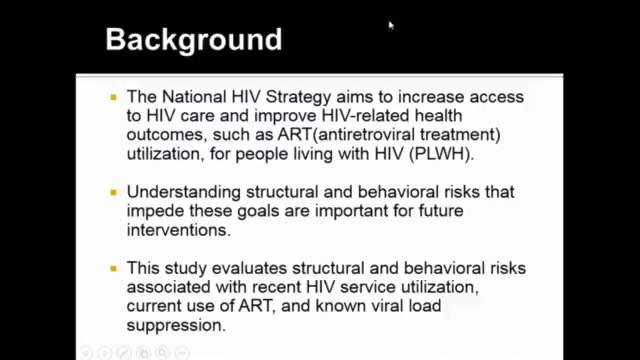 Background
The National HIV Strategy aims to increase access
to HIV care and improve HIV-related health
outcomes, such as ART(antiretroviral treatment)
utilization, for people living with HIV (PLWH).
Understanding structural and behavioral risks that
impede these goals are important for future
interventions.
This study evaluates structural and behavioral risks
associated with recent HIV service utilization,
current use of ART, and known viral load
suppression.